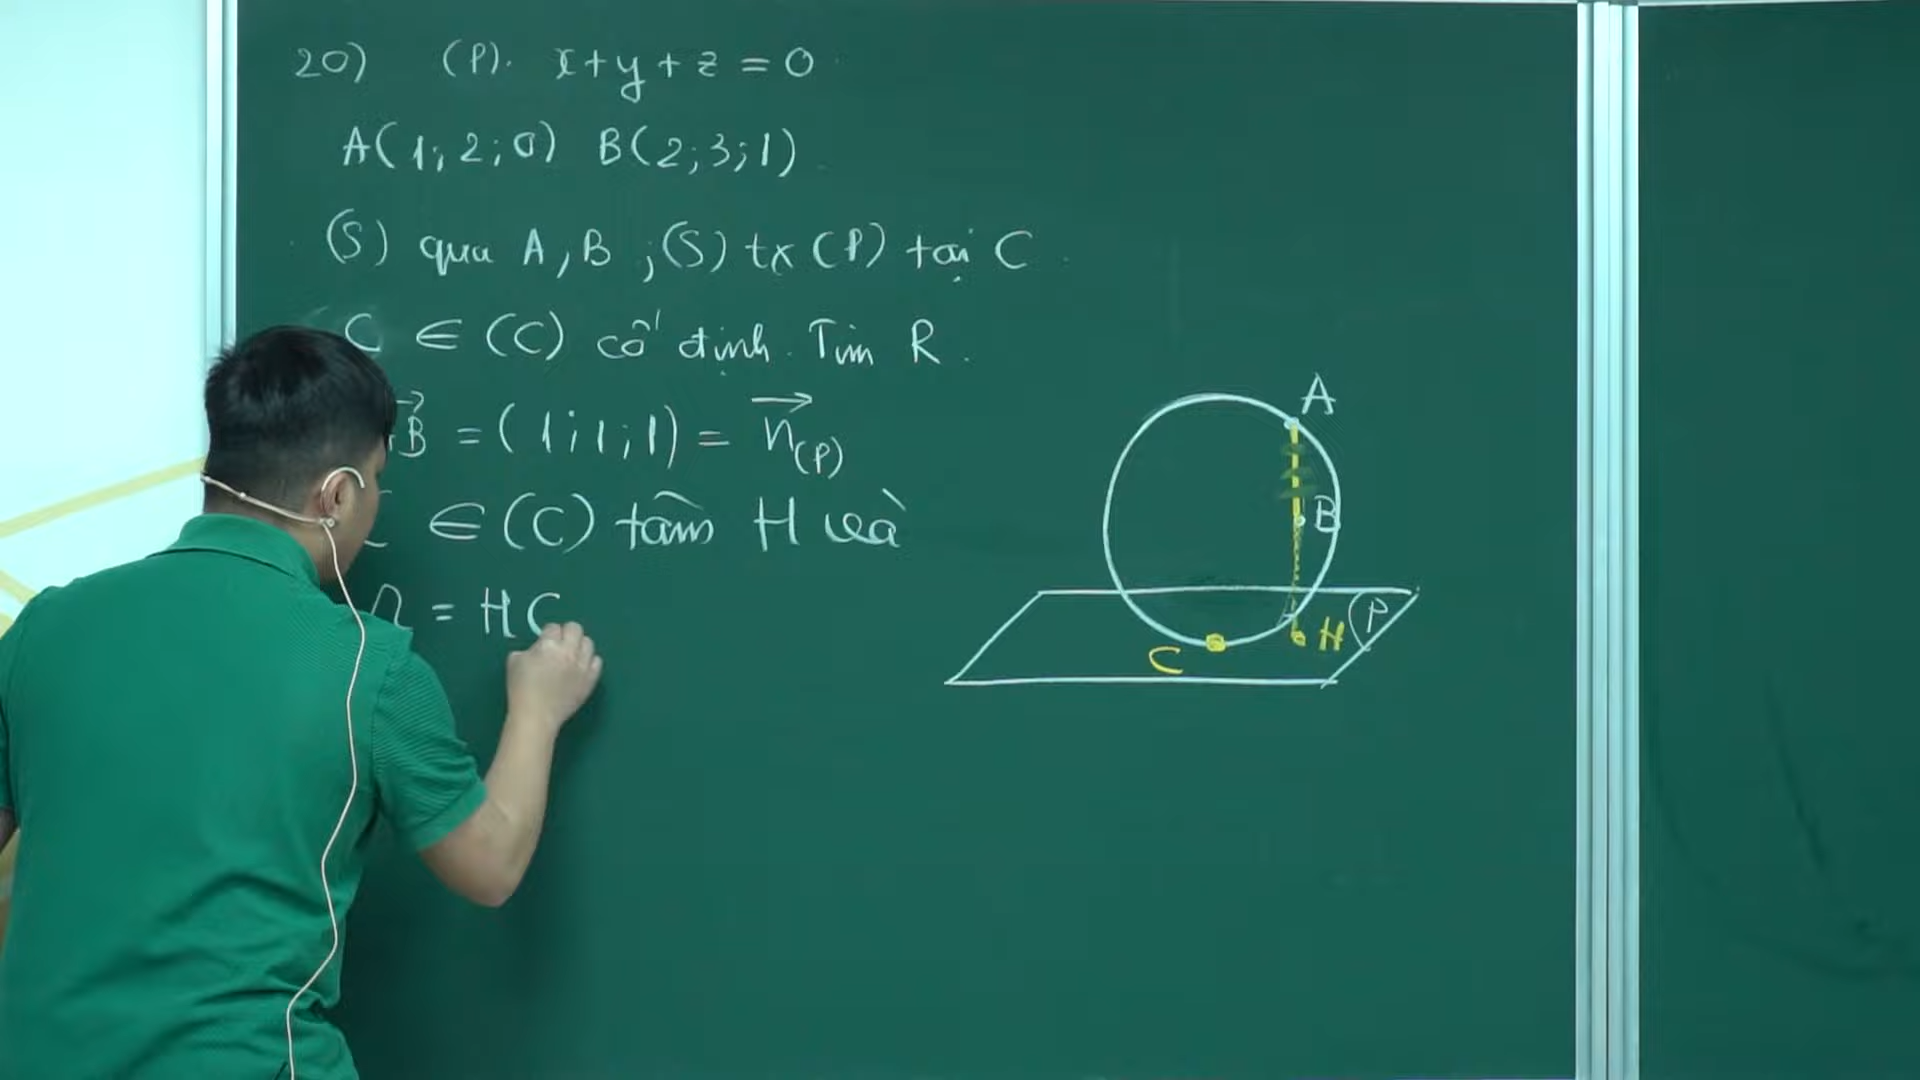 20) (P). x+y+z=0
A(1;2;0) B(2;3;1)
(S) qua A,B ;(S) tx (P) tại C
C ∈ (C) cố định. Tìm R.
B = (1;1;1) = n(P)
∈ (C) tâm H và
= HC
A
B
H
C
(P